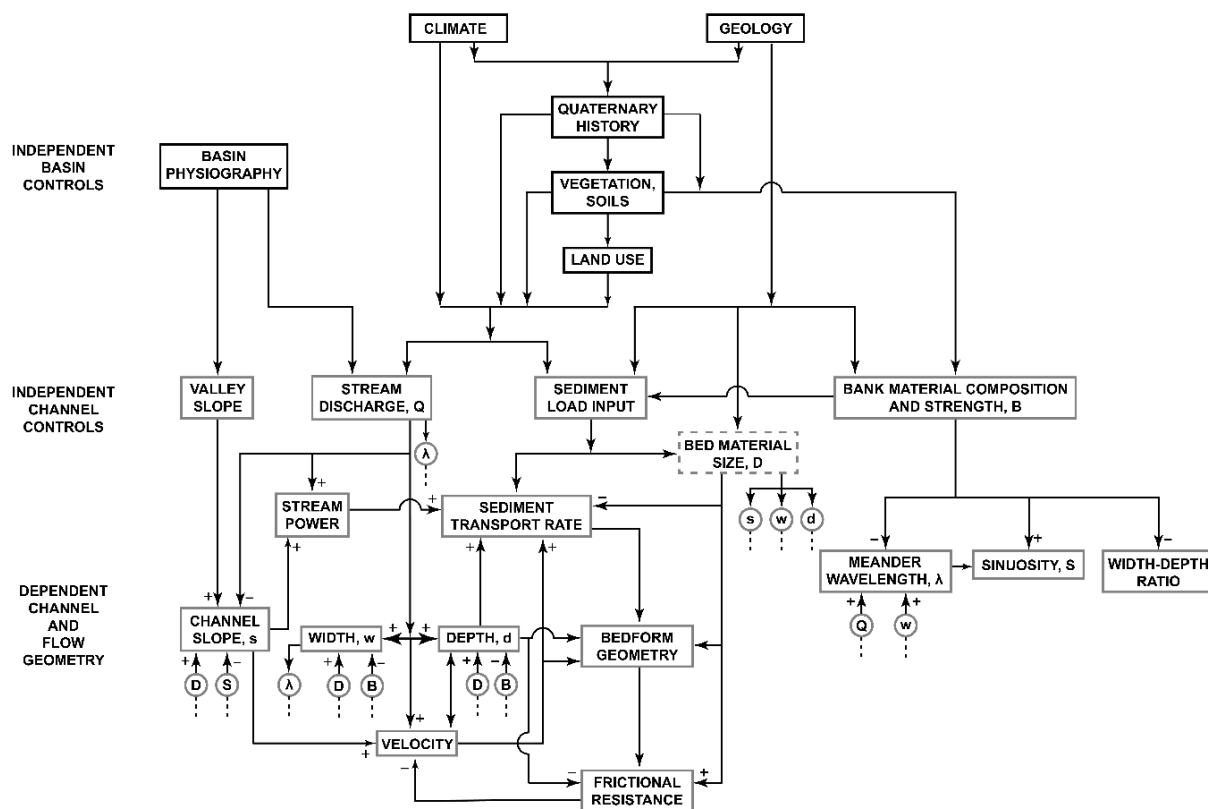 CLIMATE
GEOLOGY
QUATERNARY
HISTORY
INDEPENDENT
BASIN
CONTROLS
BASIN
PHYSIOGRAPHY
VEGETATION,
SOILS
LAND USE
INDEPENDENT
CHANNEL
CONTROLS
VALLEY
SLOPE
STREAM
DISCHARGE, Q
SEDIMENT
LOAD INPUT
BANK MATERIAL COMPOSITION
AND STRENGTH, B
λ
BED MATERIAL
SIZE, D
+
STREAM
POWER
+
+
SEDIMENT
TRANSPORT RATE
–
+
+
s
w
d
–
+
–
MEANDER
WAVELENGTH, λ
SINUOSITY, S
WIDTH-DEPTH
RATIO
+
+
Q
w
DEPENDENT
CHANNEL
AND
FLOW
GEOMETRY
+
–
CHANNEL
SLOPE, s
+
–
D
S
WIDTH, w
+
+
DEPTH, d
BEDFORM
GEOMETRY
λ
+
–
D
B
+
–
D
B
+
+
VELOCITY
–
–
+
FRICTIONAL
RESISTANCE